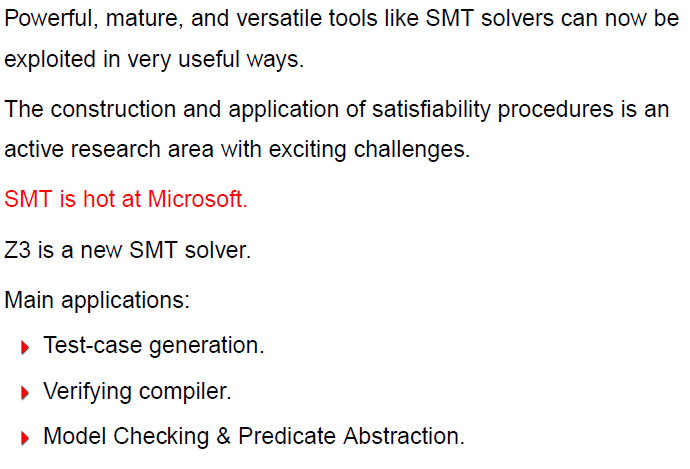 Powerful, mature, and versatile tools like SMT solvers can now be
exploited in very useful ways.
The construction and application of satisfiability procedures is an
active research area with exciting challenges.
SMT is hot at Microsoft.
Z3 is a new SMT solver.
Main applications:
Test-case generation.
Verifying compiler.
Model Checking & Predicate Abstraction.